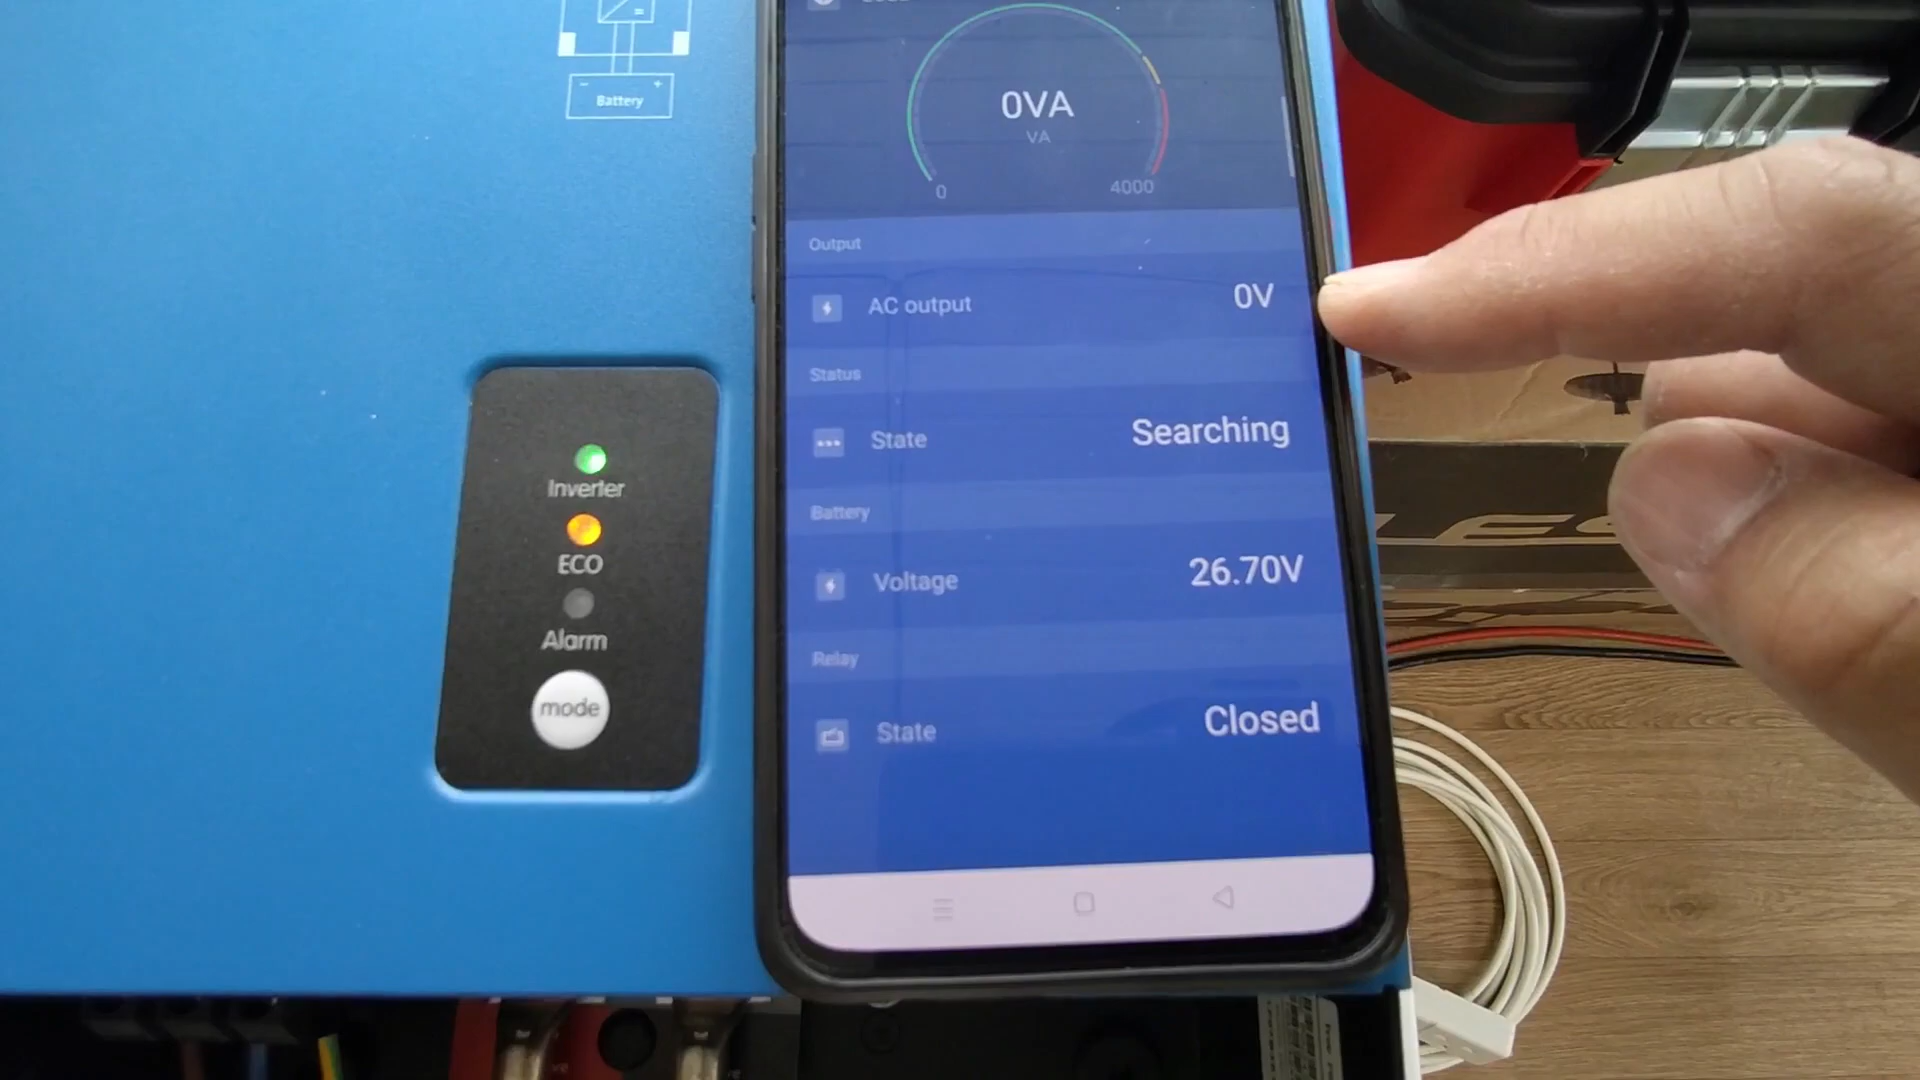 Battery
Inverter
ECO
Alarm
mode
0VA
VA
0
4000
Output
AC output
0V
Status
State
Searching
Battery
Voltage
26.70V
Relay
State
Closed